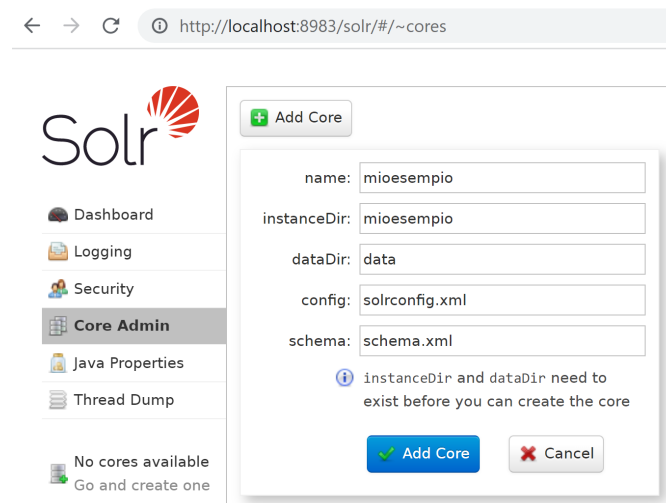 http://localhost:8983/solr/#/~cores
Solr
Add Core
name: mioesempio
instanceDir: mioesempio
dataDir: data
config: solrconfig.xml
schema: schema.xml
instanceDir and dataDir need to
exist before you can create the core
Add Core Cancel
Dashboard
Logging
Security
Core Admin
Java Properties
Thread Dump
No cores available
Go and create one